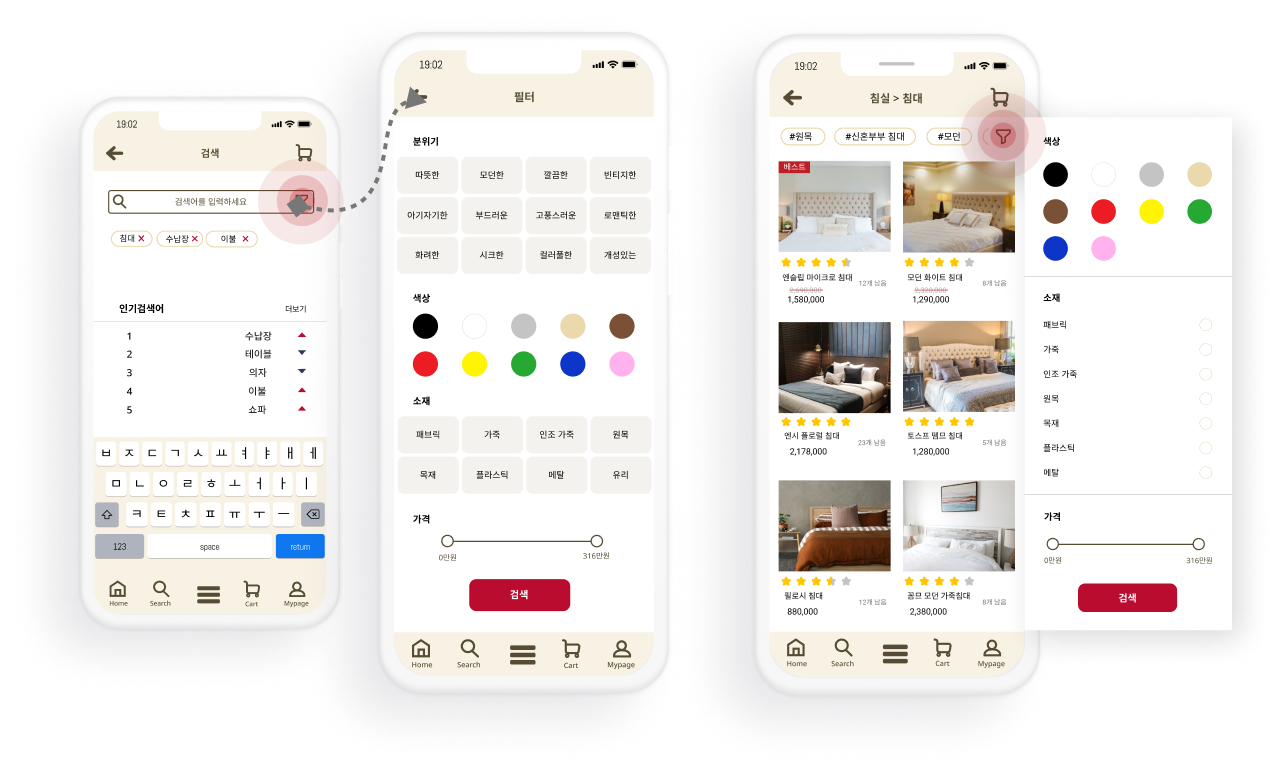 19:02
검색
검색어를 입력하세요
침대 ✕ 수납장 ✕ 이불 ✕
인기검색어 더보기
1 수납장
2 테이블
3 의자
4 이불
5 쇼파
ㅂ ㅈ ㄷ ㄱ ㅅ ㅛ ㅕ ㅑ ㅐ ㅔ
ㅁ ㄴ ㅇ ㄹ ㅎ ㅗ ㅓ ㅏ ㅣ
ㅋ ㅌ ㅊ ㅍ ㅠ ㅜ ㅡ
123 space return
Home Search Cart Mypage
19:02
필터
분위기
따뜻한 모던한 깔끔한 빈티지한
아기자기한 부드러운 고풍스러운 로맨틱한
화려한 시크한 컬러풀한 개성있는
색상
소재
패브릭 가죽 인조 가죽 원목
목재 플라스틱 메탈 유리
가격
0만원 316만원
검색
Home Search Cart Mypage
19:02
침실 > 침대
#원목 #신혼부부 침대 #모던
베스트
엔슬립 마이크로 침대 12개 남음
2,690,000
1,580,000
모던 화이트 침대 8개 남음
2,320,000
1,290,000
엔시 플로럴 침대 23개 남음
2,178,000
토스프 템프 침대 5개 남음
1,280,000
필로시 침대 12개 남음
880,000
꼼므 모던 가죽침대 8개 남음
2,380,000
Home Search Cart Mypage
색상
소재
패브릭
가죽
인조 가죽
원목
목재
플라스틱
메탈
가격
0만원 316만원
검색